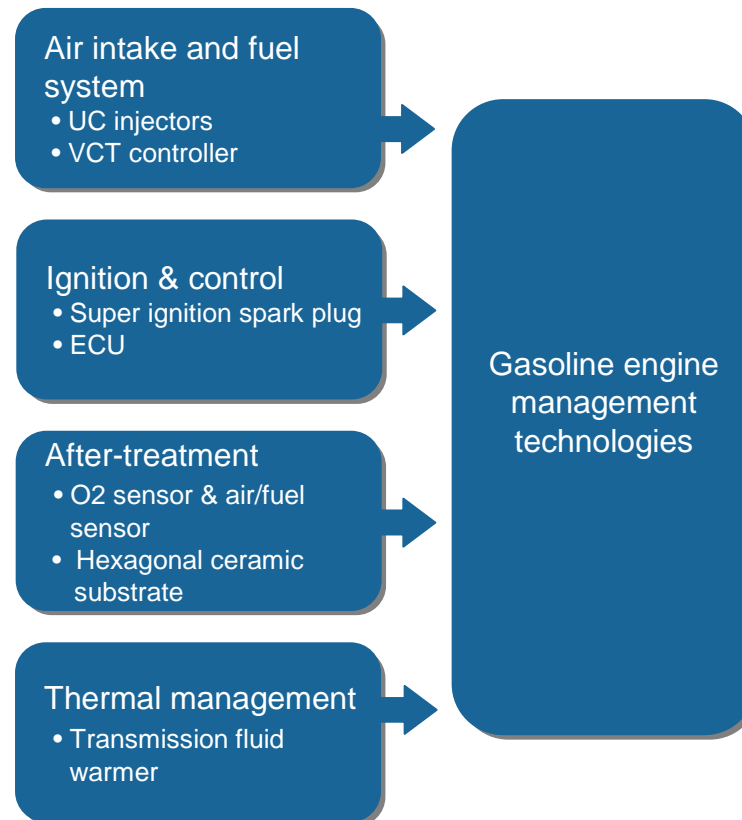 Air intake and fuel
system
• UC injectors
• VCT controller
Ignition & control
• Super ignition spark plug
• ECU
After-treatment
• O2 sensor & air/fuel
sensor
• Hexagonal ceramic
substrate
Thermal management
• Transmission fluid
warmer
Gasoline engine
management
technologies